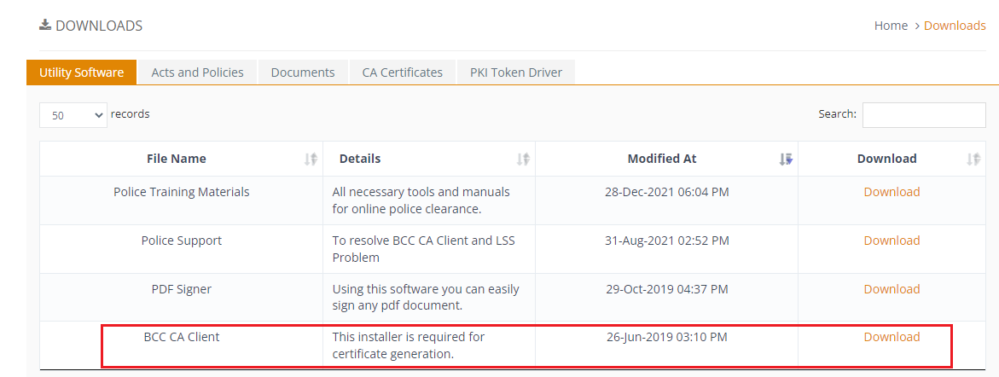 DOWNLOADS
Home > Downloads
Utility Software Acts and Policies Documents CA Certificates PKI Token Driver
50 records Search:
File Name Details Modified At Download
Police Training Materials All necessary tools and manuals 28-Dec-2021 06:04 PM Download
for online police clearance.
Police Support To resolve BCC CA Client and LSS 31-Aug-2021 02:52 PM Download
Problem
PDF Signer Using this software you can easily 29-Oct-2019 04:37 PM Download
sign any pdf document.
BCC CA Client This installer is required for 26-Jun-2019 03:10 PM Download
certificate generation.